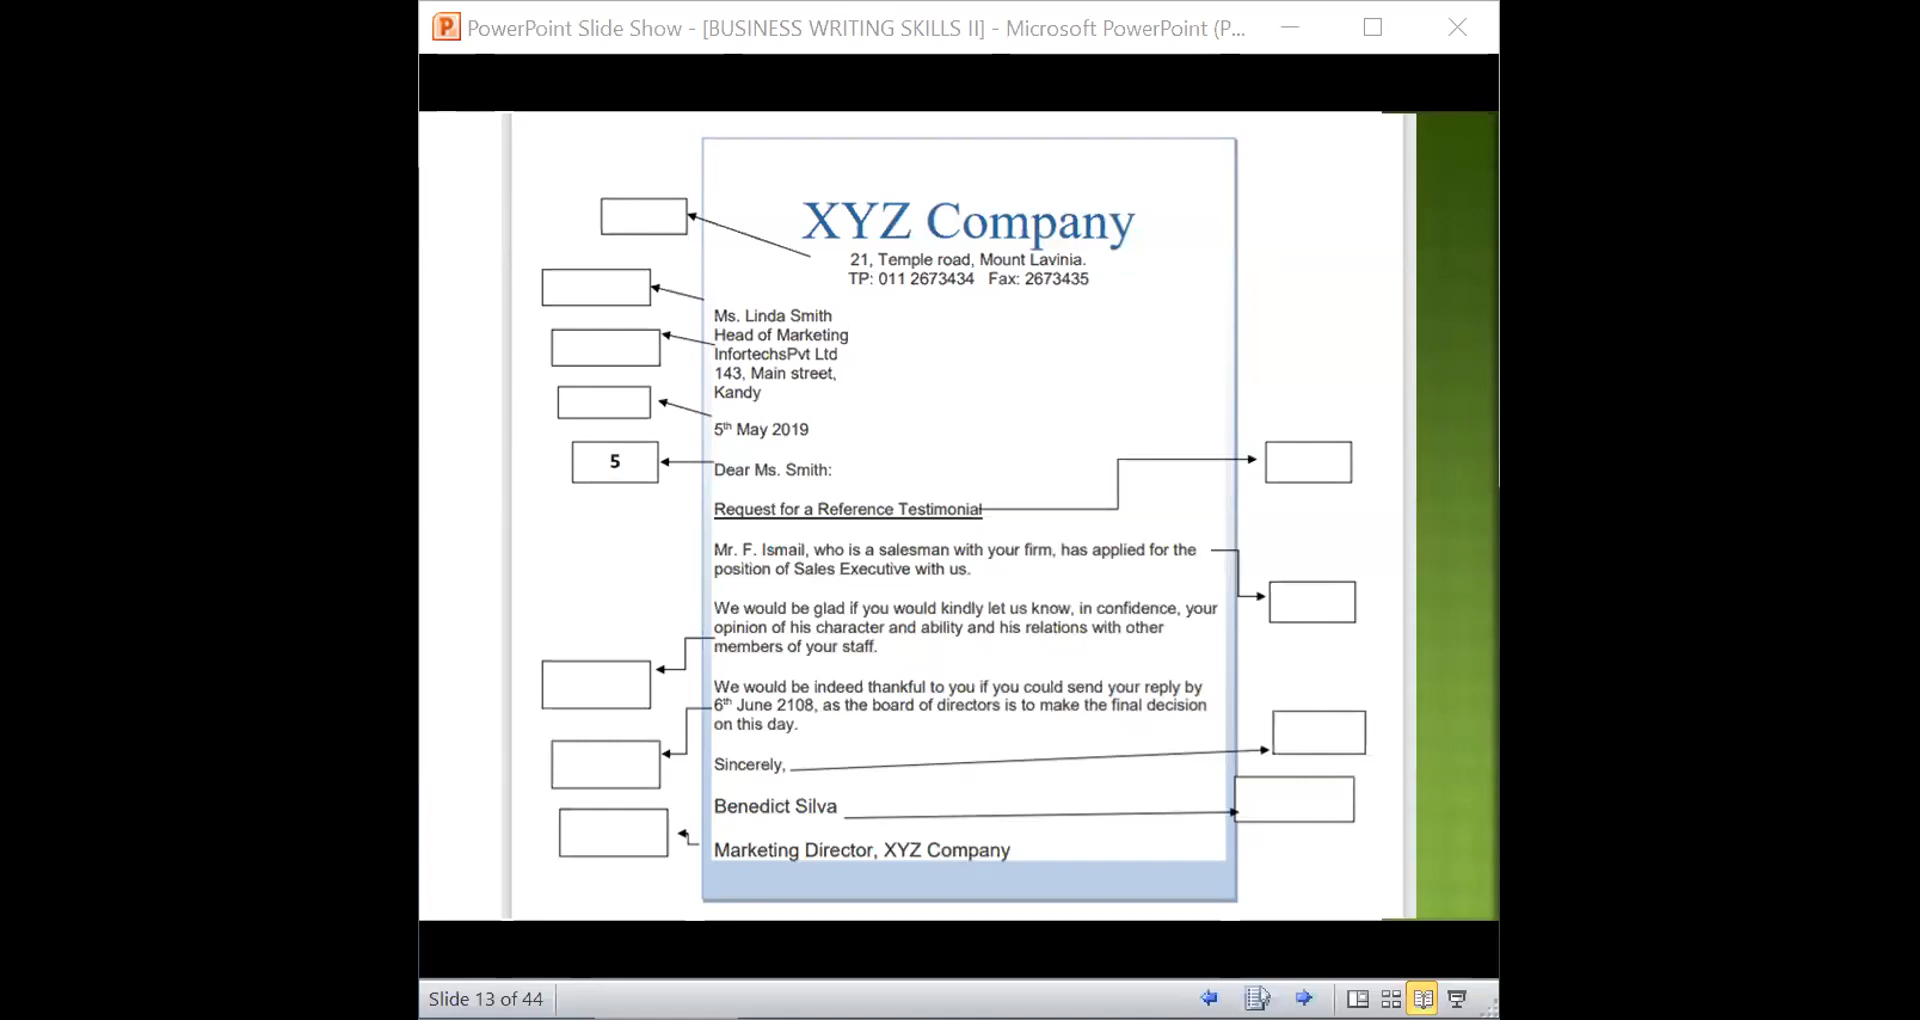 PowerPoint Slide Show - [BUSINESS WRITING SKILLS II] - Microsoft PowerPoint (P...
XYZ Company
21, Temple road, Mount Lavinia.
TP: 011 2673434 Fax: 2673435
Ms. Linda Smith
Head of Marketing
InfortechsPvt Ltd
143, Main street,
Kandy
5th May 2019
5
Dear Ms. Smith:
Request for a Reference Testimonial
Mr. F. Ismail, who is a salesman with your firm, has applied for the
position of Sales Executive with us.
We would be glad if you would kindly let us know, in confidence, your
opinion of his character and ability and his relations with other
members of your staff.
We would be indeed thankful to you if you could send your reply by
6th June 2108, as the board of directors is to make the final decision
on this day.
Sincerely,
Benedict Silva
Marketing Director, XYZ Company
Slide 13 of 44